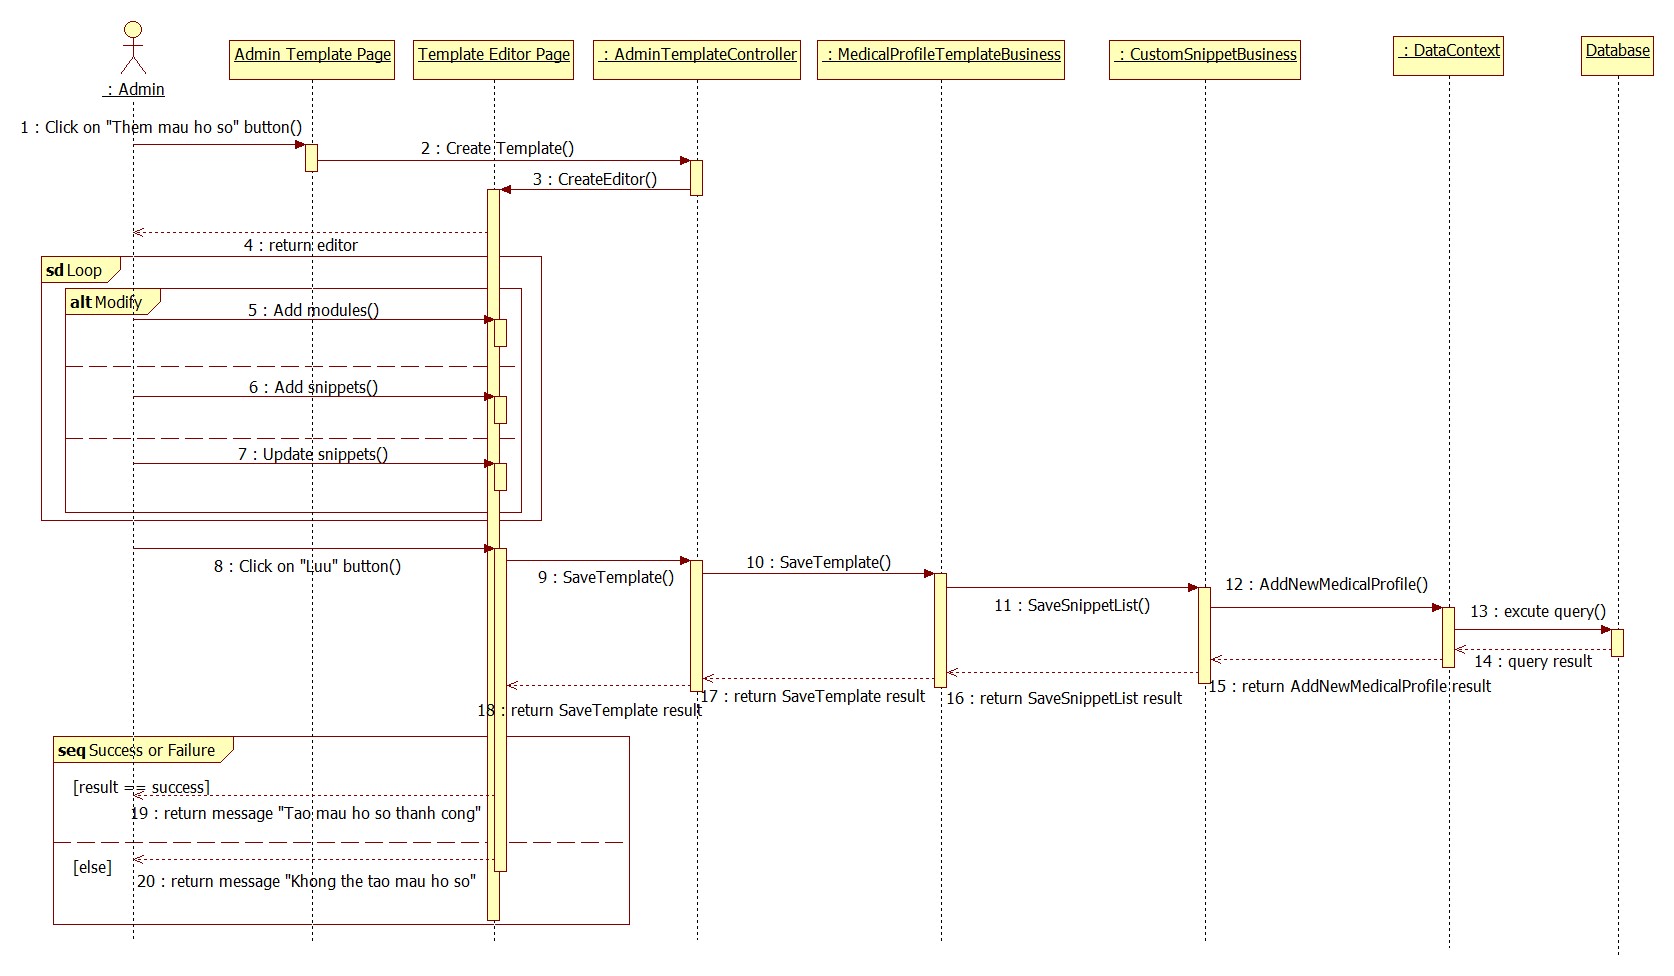 : Admin
Admin Template Page
Template Editor Page
: AdminTemplateController
: MedicalProfileTemplateBusiness
: CustomSnippetBusiness
: DataContext
Database
1 : Click on "Them mau ho so" button()
2 : Create Template()
3 : CreateEditor()
4 : return editor
sd Loop
alt Modify
5 : Add modules()
6 : Add snippets()
7 : Update snippets()
8 : Click on "Luu" button()
9 : SaveTemplate()
10 : SaveTemplate()
11 : SaveSnippetList()
12 : AddNewMedicalProfile()
13 : excute query()
14 : query result
15 : return AddNewMedicalProfile result
16 : return SaveSnippetList result
17 : return SaveTemplate result
18 : return SaveTemplate result
seq Success or Failure
[result == success]
19 : return message "Tao mau ho so thanh cong"
[else]
20 : return message "Khong the tao mau ho so"